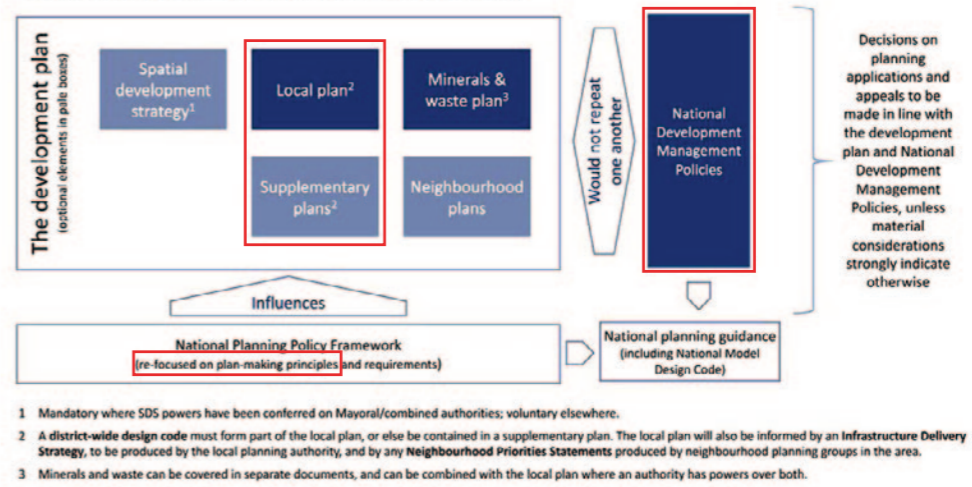 The development plan
(optional elements in pale boxes)
Spatial
development
strategy1
Local plan2
Minerals &
waste plan3
Supplementary
plans2
Neighbourhood
plans
Would not repeat
one another
National
Development
Management
Policies
Decisions on
planning
applications and
appeals to be
made in line with
the development
plan and National
Development
Management
Policies, unless
material
considerations
strongly indicate
otherwise
Influences
National Planning Policy Framework
(re-focused on plan-making principles and requirements)
National planning guidance
(including National Model
Design Code)
1 Mandatory where SDS powers have been conferred on Mayoral/combined authorities; voluntary elsewhere.
2 A district-wide design code must form part of the local plan, or else be contained in a supplementary plan. The local plan will also be informed by an Infrastructure Delivery
Strategy, to be produced by the local planning authority, and by any Neighbourhood Priorities Statements produced by neighbourhood planning groups in the area.
3 Minerals and waste can be covered in separate documents, and can be combined with the local plan where an authority has powers over both.